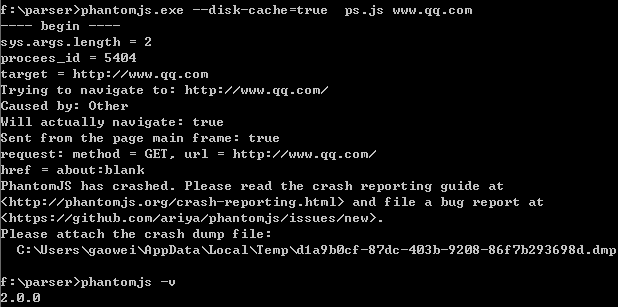 f:\parser>phantomjs.exe --disk-cache=true  ps.js www.qq.com
---- begin ----
sys.args.length = 2
procees_id = 5404
target = http://www.qq.com
Trying to navigate to: http://www.qq.com/
Caused by: Other
Will actually navigate: true
Sent from the page main frame: true
request: method = GET, url = http://www.qq.com/
href = about:blank
PhantomJS has crashed. Please read the crash reporting guide at
<http://phantomjs.org/crash-reporting.html> and file a bug report at
<https://github.com/ariya/phantomjs/issues/new>.
Please attach the crash dump file:
  C:\Users\gaowei\AppData\Local\Temp\d1a9b0cf-87dc-403b-9208-86f7b293698d.dmp
f:\parser>phantomjs -v
2.0.0